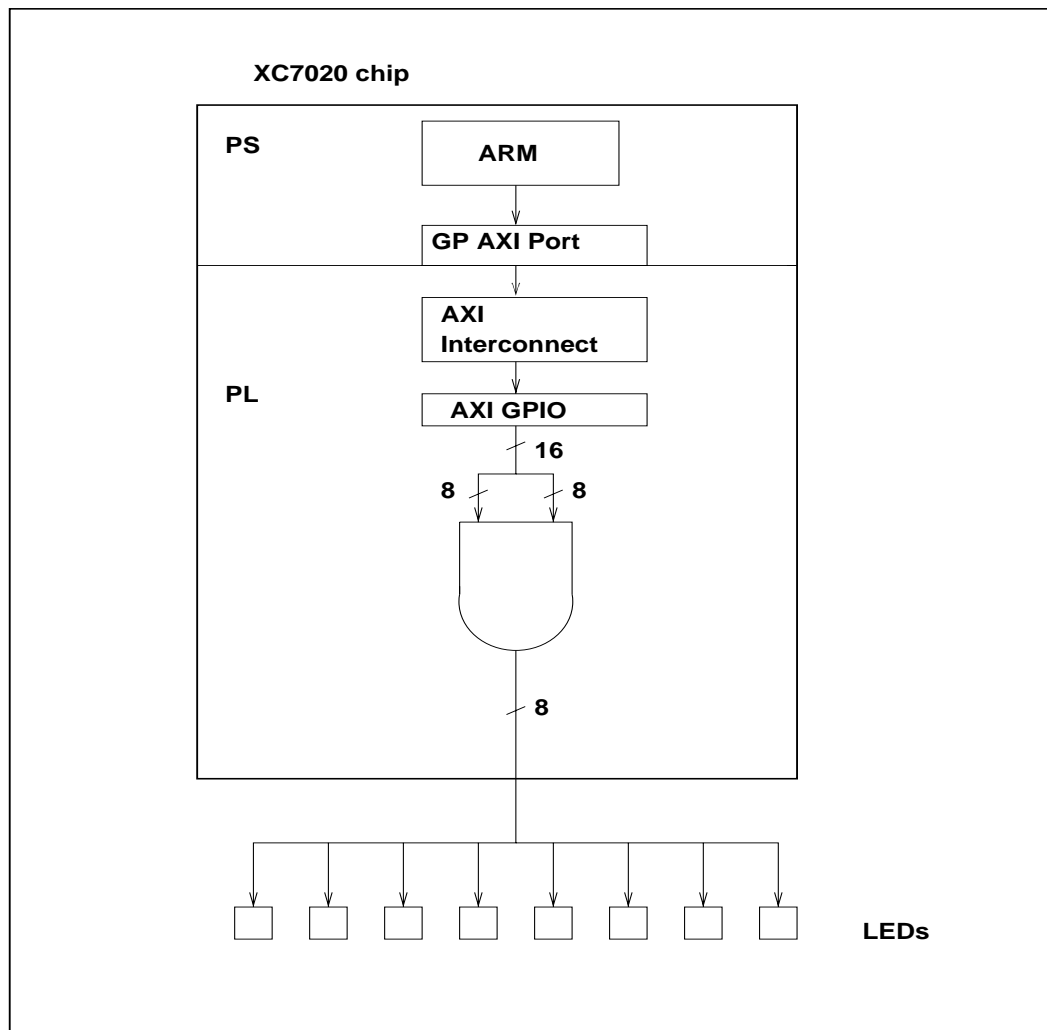 XC7020 chip
PS
ARM
GP AXI Port
AXI
Interconnect
PL
AXI GPIO
16
8
8
8
LEDs